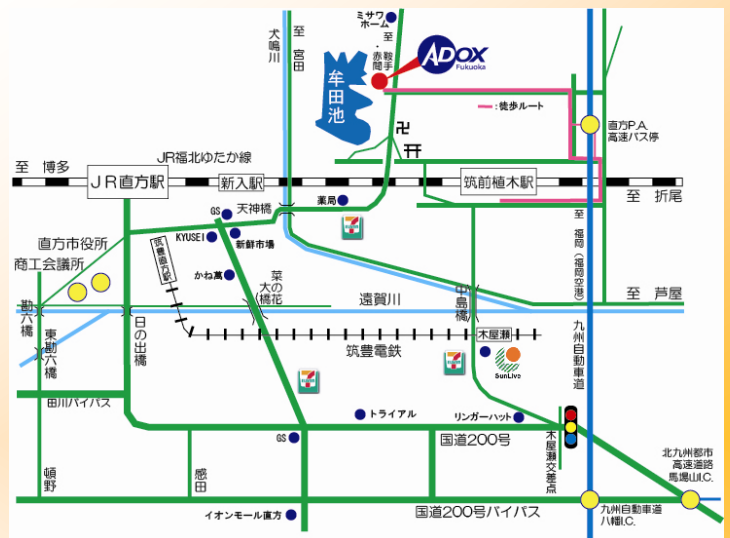 ミサワ
ホーム
至 宮田
犬鳴川
至 鞍手
・赤間
ADOX
Fukuoka
牟田池
:徒歩ルート
直方P.A.
高速バス停
卍
JR福北ゆたか線
至 博多
JR直方駅
新入駅
筑前植木駅
至 折尾
薬局
天神橋
GS
KYUSEI
新鮮市場
直方市役所
商工会議所
筑豊直方駅
かね萬
菜の花
大橋
遠賀川
中島橋
至 福岡(福岡空港)
至 芦屋
勘六橋
東勘六橋
日の出橋
木屋瀬
九州自動車道
筑豊電鉄
SunLive
7
ELEVEN
7
ELEVEN
7
ELEVEN
田川バイパス
トライアル
リンガーハット
国道200号
GS
木屋瀬交差点
北九州都市
高速道路
馬場山I.C.
頓野
感田
イオンモール直方
国道200号バイパス
九州自動車道
八幡I.C.